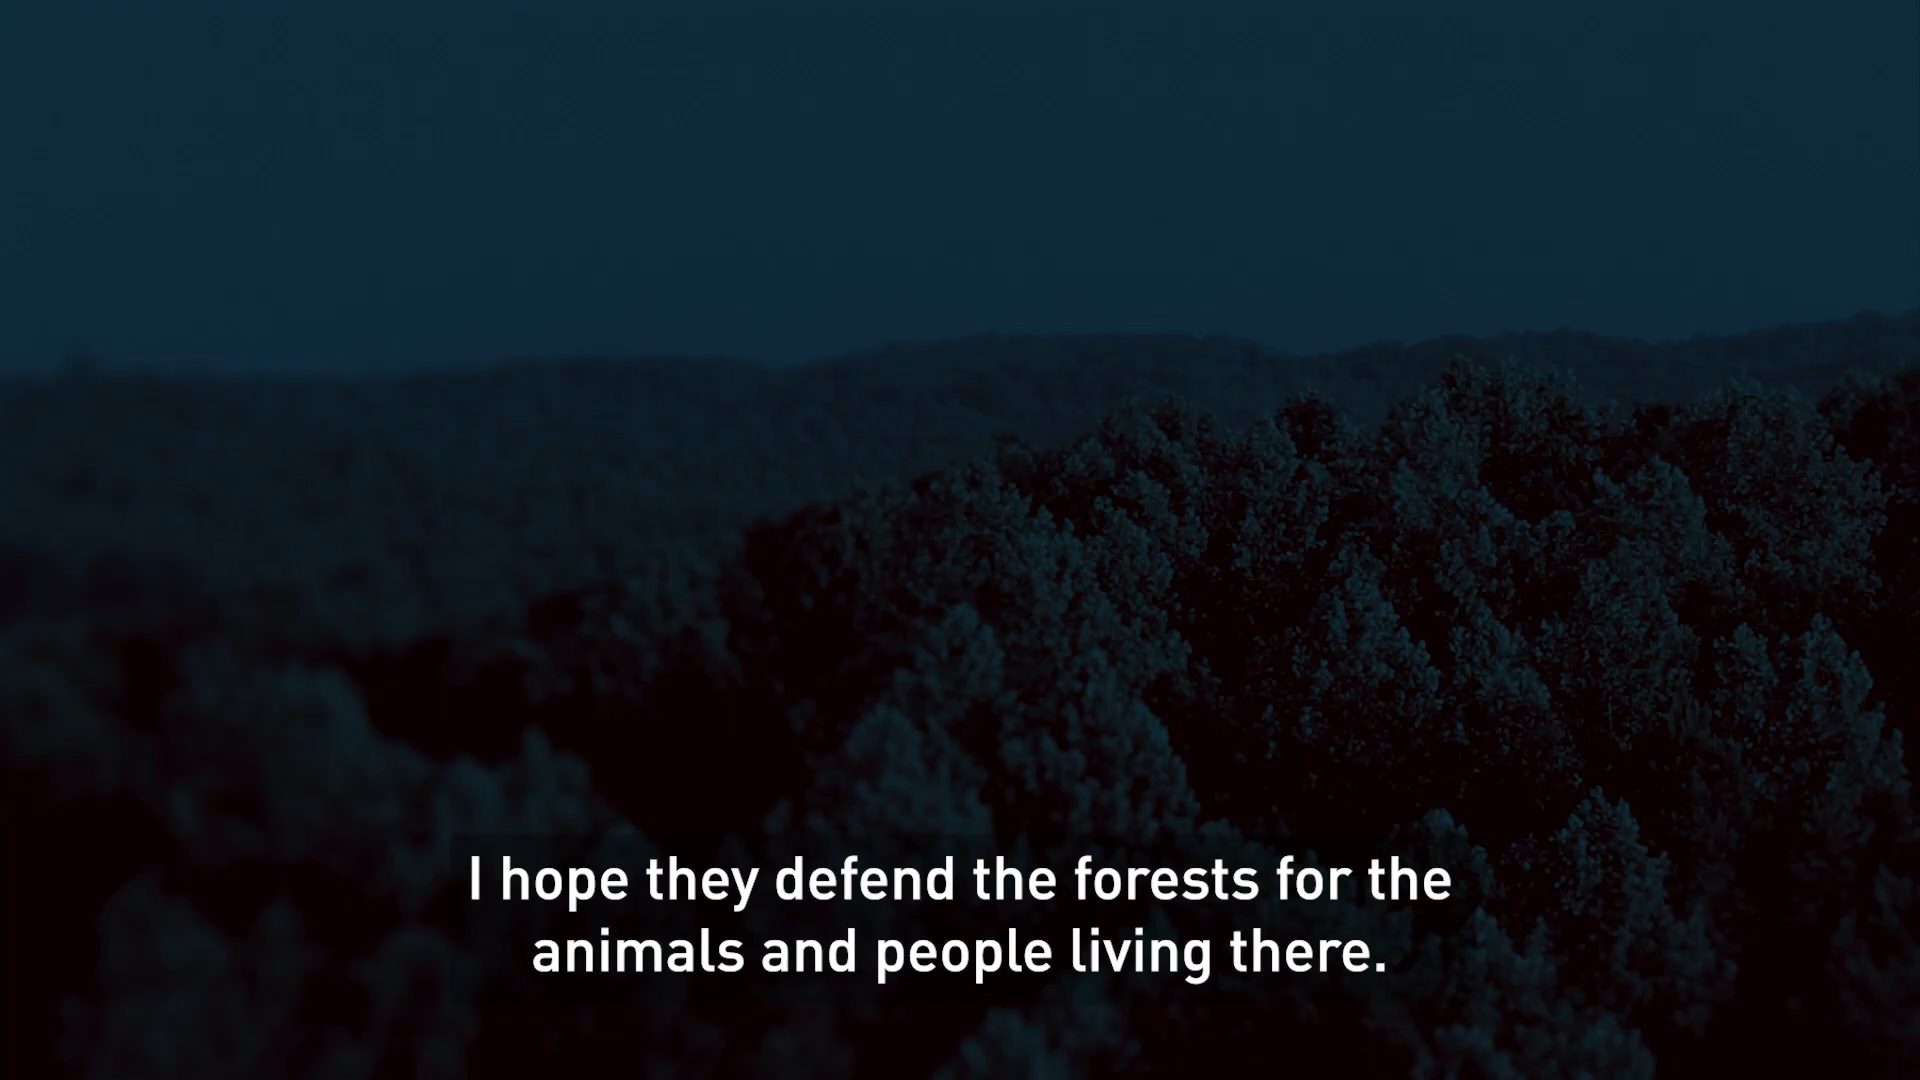 I hope they defend the forests for the
animals and people living there.